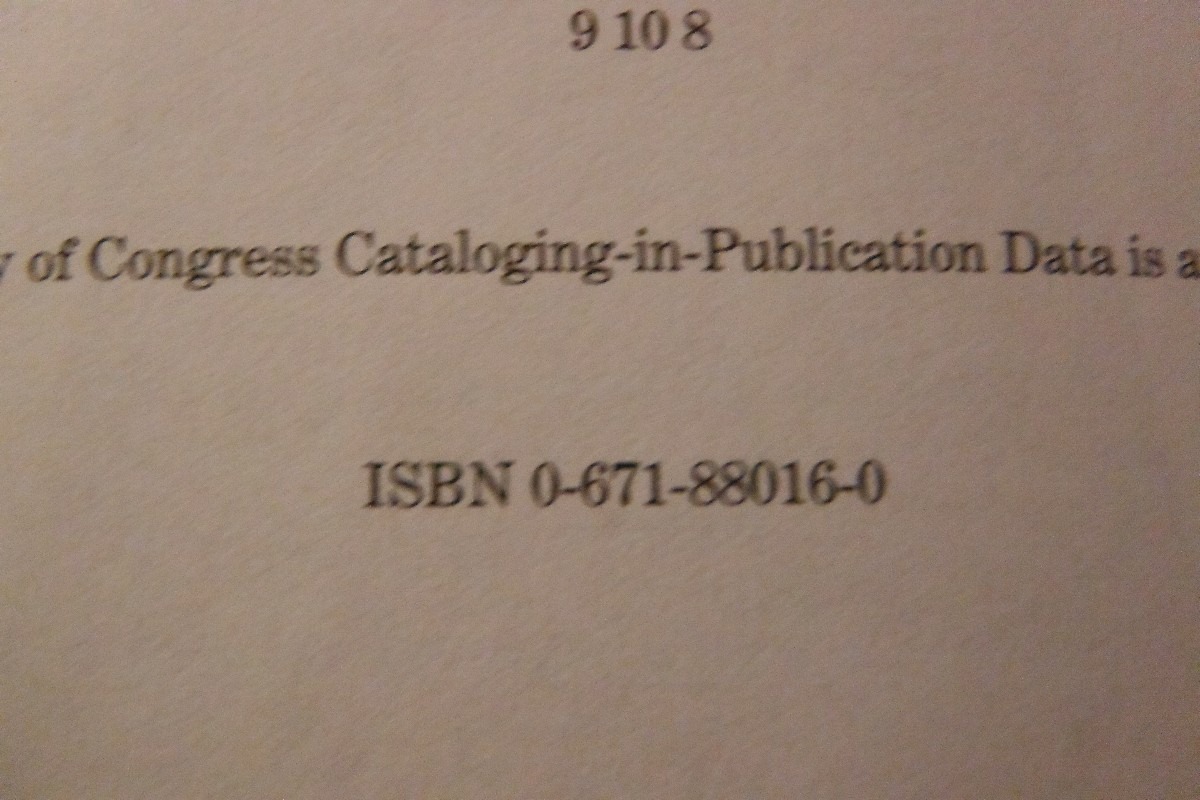 9 10 8
of Congress Cataloging-in-Publication Data is
ISBN 0-671-88016-0